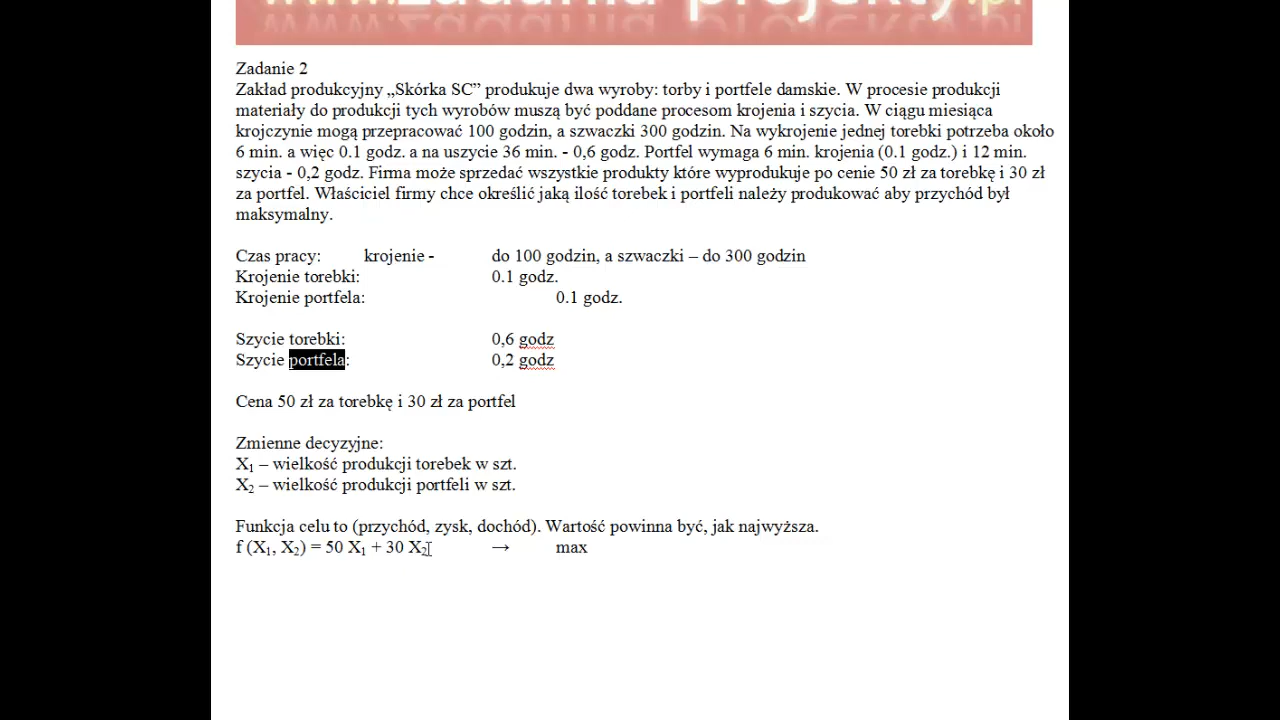 www.zadania-projekty.pl
Zadanie 2
Zakład produkcyjny „Skórka SC” produkuje dwa wyroby: torby i portfele damskie. W procesie produkcji
materiały do produkcji tych wyrobów muszą być poddane procesom krojenia i szycia. W ciągu miesiąca
krojczynie mogą przepracować 100 godzin, a szwaczki 300 godzin. Na wykrojenie jednej torebki potrzeba około
6 min. a więc 0.1 godz. a na uszycie 36 min. - 0,6 godz. Portfel wymaga 6 min. krojenia (0.1 godz.) i 12 min.
szycia - 0,2 godz. Firma może sprzedać wszystkie produkty które wyprodukuje po cenie 50 zł za torebkę i 30 zł
za portfel. Właściciel firmy chce określić jaką ilość torebek i portfeli należy produkować aby przychód był
maksymalny.
Czas pracy: krojenie - do 100 godzin, a szwaczki – do 300 godzin
Krojenie torebki: 0.1 godz.
Krojenie portfela: 0.1 godz.
Szycie torebki: 0,6 godz
Szycie portfela: 0,2 godz
Cena 50 zł za torebkę i 30 zł za portfel
Zmienne decyzyjne:
X₁ – wielkość produkcji torebek w szt.
X₂ – wielkość produkcji portfeli w szt.
Funkcja celu to (przychód, zysk, dochód). Wartość powinna być, jak najwyższa.
f (X₁, X₂) = 50 X₁ + 30 X₂ → max